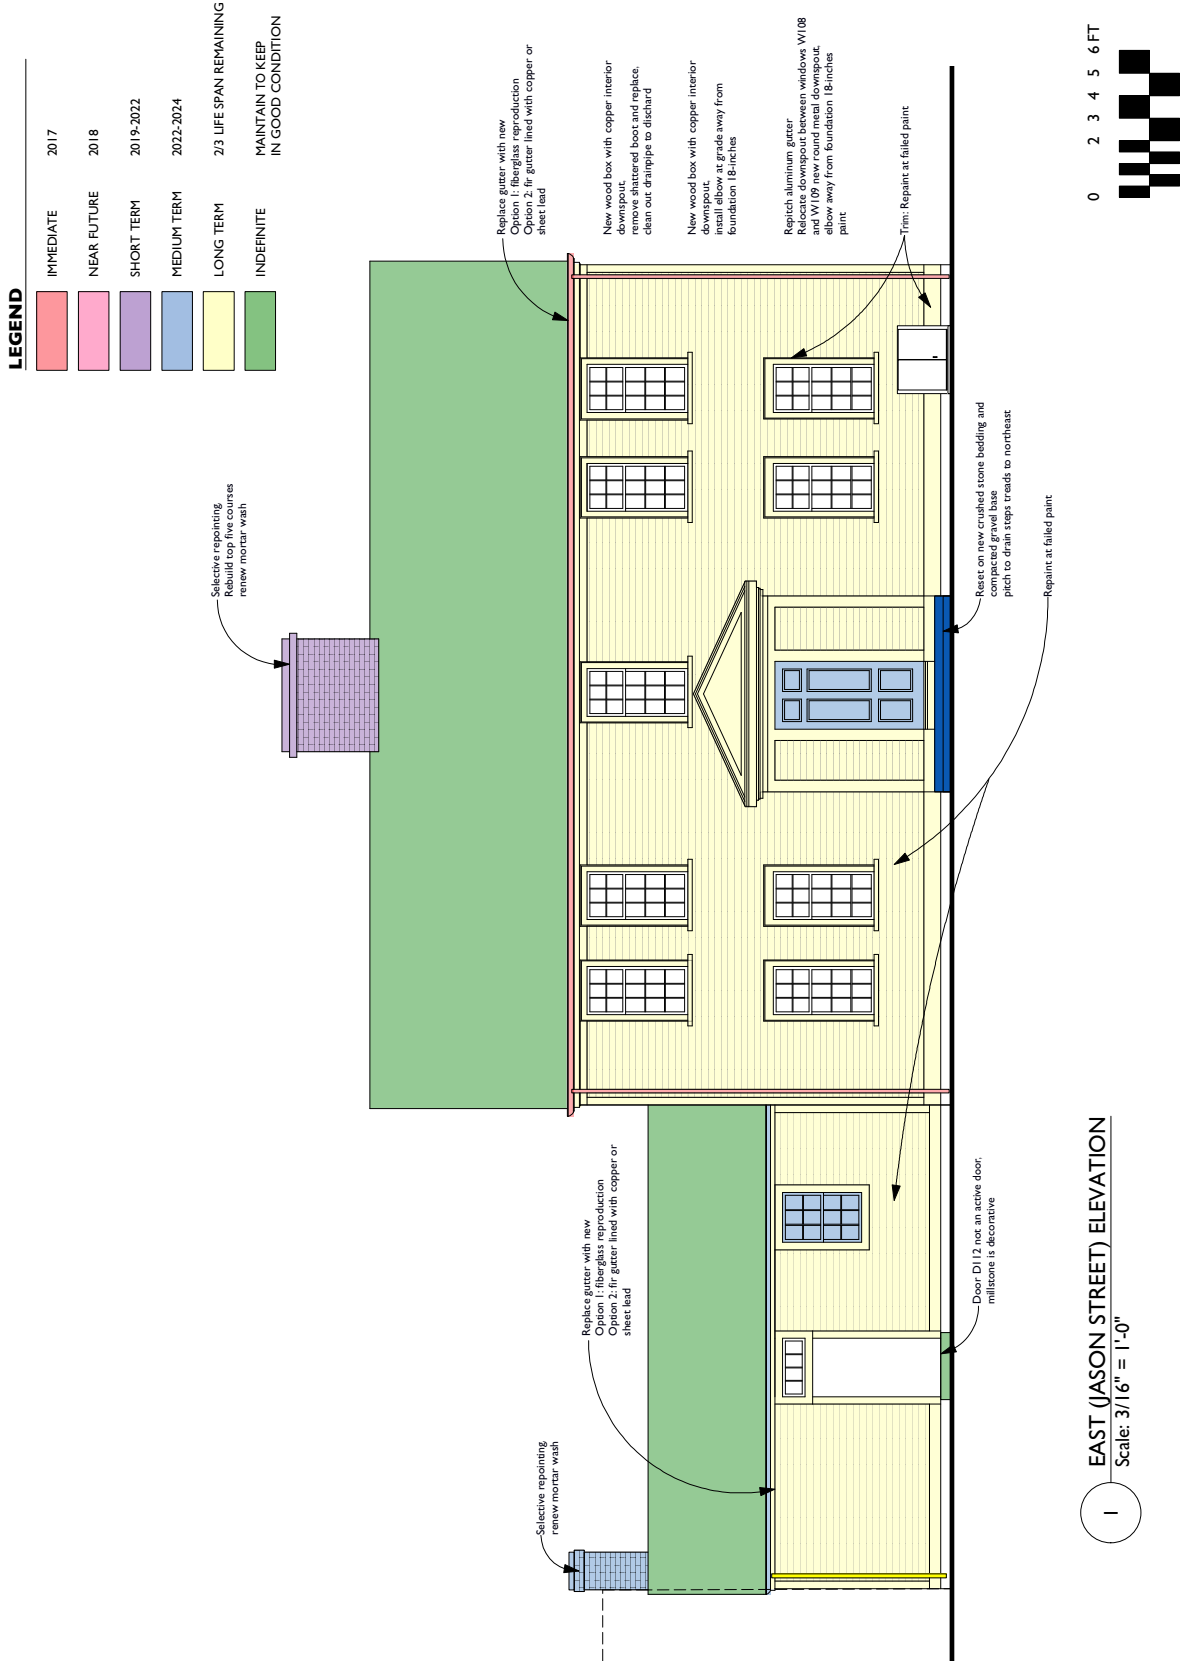 LEGEND
IMMEDIATE 2017
NEAR FUTURE 2018
SHORT TERM 2019-2022
MEDIUM TERM 2022-2024
LONG TERM 2/3 LIFE SPAN REMAINING
INDEFINITE MAINTAIN TO KEEP
IN GOOD CONDITION
Selective repointing,
Rebuild top five courses
renew mortar wash
Replace gutter with new
Option 1: fiberglass reproduction
Option 2: fir gutter lined with copper or
sheet lead
New wood box with copper interior
downspout,
remove shattered boot and replace,
clean out drainpipe to dischard
New wood box with copper interior
downspout,
install elbow at grade away from
foundation 18-inches
Repitch aluminum gutter
Relocate downspout between windows W108
and W109 new round metal downspout,
elbow away from foundation 18-inches
paint
Trim: Repaint at failed paint
Selective repointing,
renew mortar wash
Replace gutter with new
Option 1: fiberglass reproduction
Option 2: fir gutter lined with copper or
sheet lead
Door D112 not an active door,
millstone is decorative
Reset on new crushed stone bedding and
compacted gravel base
pitch to drain steps treads to northeast
Repaint at failed paint
1
EAST (JASON STREET) ELEVATION
Scale: 3/16" = 1'-0"
0 2 3 4 5 6 FT